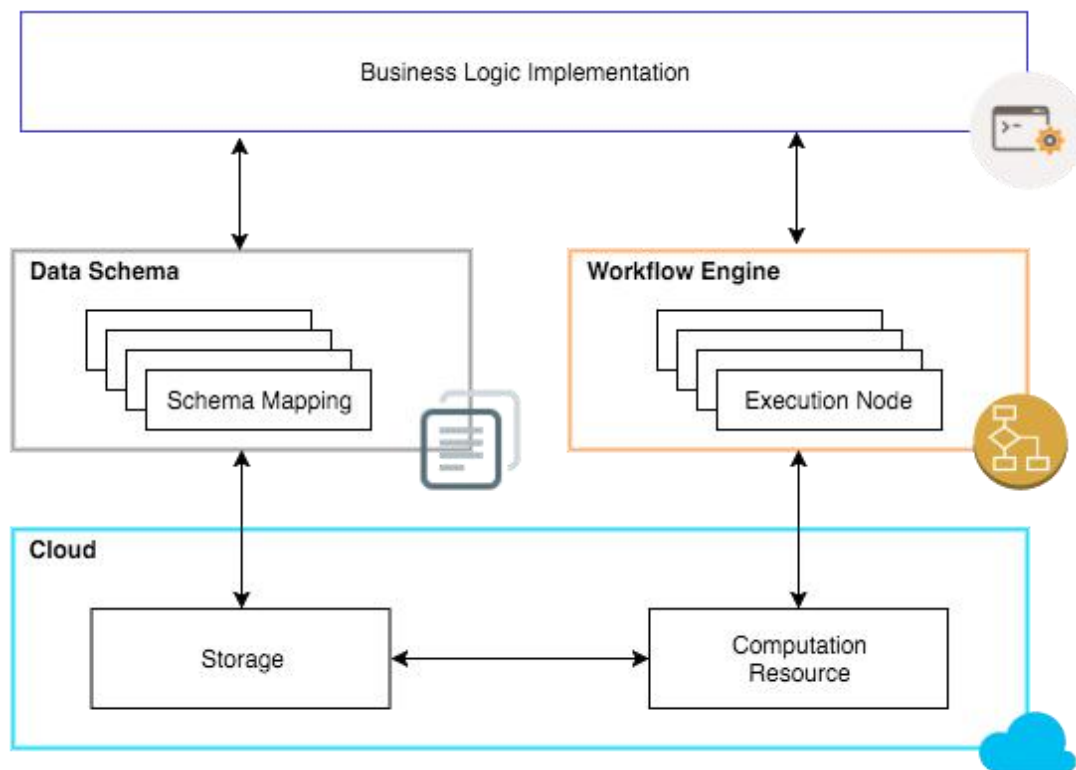 Business Logic Implementation
Data Schema
Schema Mapping
Workflow Engine
Execution Node
Cloud
Storage
Computation
Resource